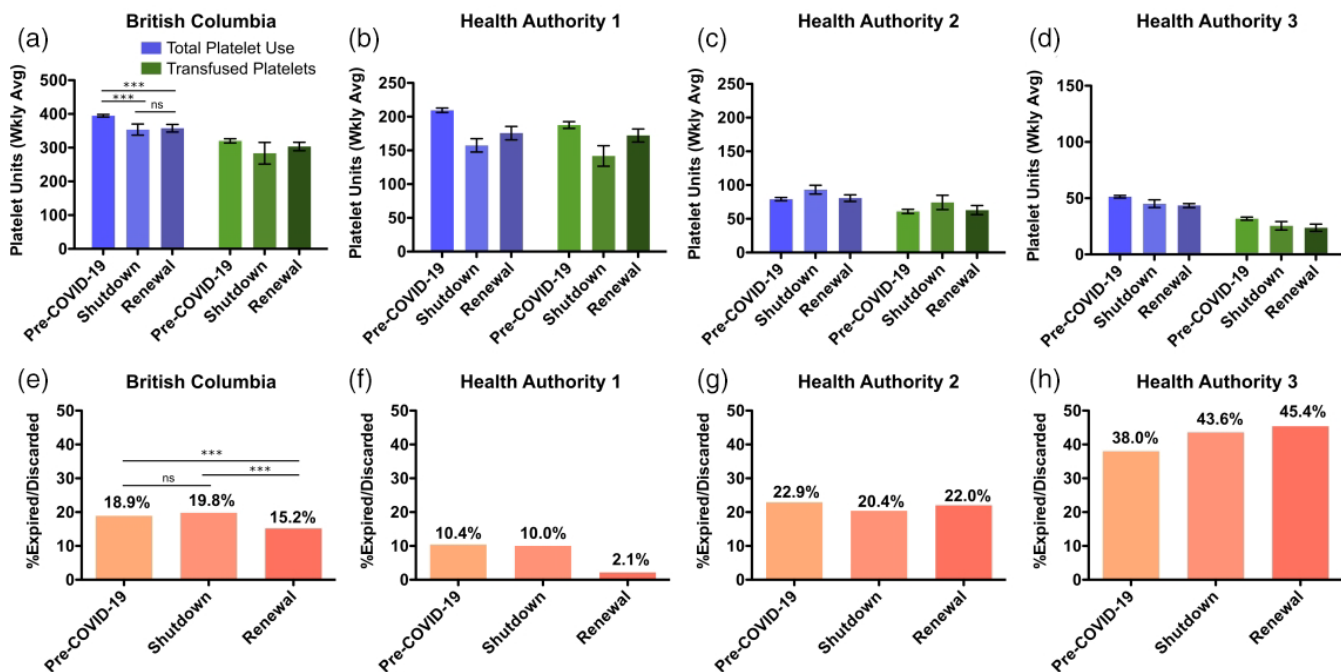 (a)
British Columbia
Total Platelet Use
Transfused Platelets
Platelet Units (Wkly Avg)
500
400
300
200
100
0
***
***
ns
Pre-COVID-19
Shutdown
Renewal
Pre-COVID-19
Shutdown
Renewal
(b)
Health Authority 1
Platelet Units (Wkly Avg)
250
200
150
100
50
0
Pre-COVID-19
Shutdown
Renewal
Pre-COVID-19
Shutdown
Renewal
(c)
Health Authority 2
Platelet Units (Wkly Avg)
250
200
150
100
50
0
Pre-COVID-19
Shutdown
Renewal
Pre-COVID-19
Shutdown
Renewal
(d)
Health Authority 3
Platelet Units (Wkly Avg)
150
100
50
0
Pre-COVID-19
Shutdown
Renewal
Pre-COVID-19
Shutdown
Renewal
(e)
British Columbia
%Expired/Discarded
50
40
30
20
10
0
***
ns
***
18.9%
19.8%
15.2%
Pre-COVID-19
Shutdown
Renewal
(f)
Health Authority 1
%Expired/Discarded
50
40
30
20
10
0
10.4%
10.0%
2.1%
Pre-COVID-19
Shutdown
Renewal
(g)
Health Authority 2
%Expired/Discarded
50
40
30
20
10
0
22.9%
20.4%
22.0%
Pre-COVID-19
Shutdown
Renewal
(h)
Health Authority 3
%Expired/Discarded
50
40
30
20
10
0
38.0%
43.6%
45.4%
Pre-COVID-19
Shutdown
Renewal